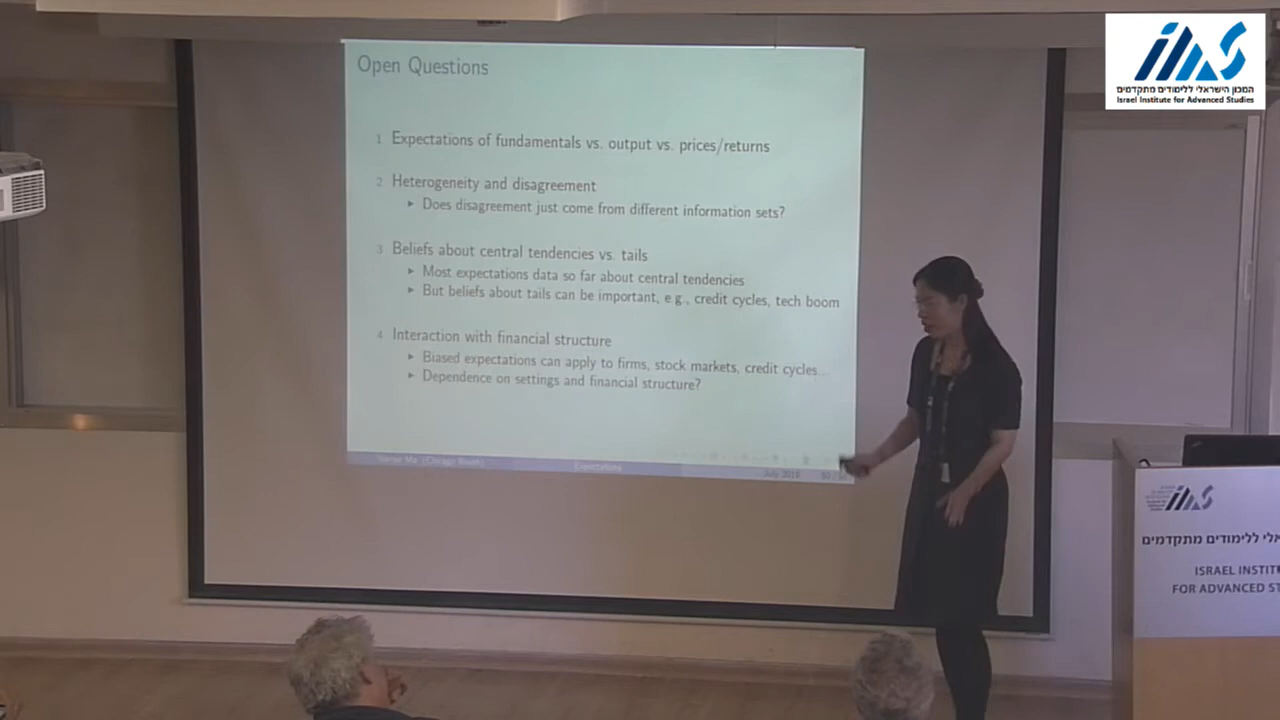 המכון הישראלי ללימודים מתקדמים
Israel Institute for Advanced Studies
Open Questions
1 Expectations of fundamentals vs. output vs. prices/returns
2 Heterogeneity and disagreement
Does disagreement just come from different information sets?
3 Beliefs about central tendencies vs. tails
Most expectations data so far about central tendencies
But beliefs about tails can be important, e.g., credit cycles, tech boom
4 Interaction with financial structure
Biased expectations can apply to firms, stock markets, credit cycles...
Dependence on settings and financial structure?
Ma (Chicago Booth)
Expectations
July 2018
ללימודים מתקדמים
ISRAEL
FOR ADVANCED